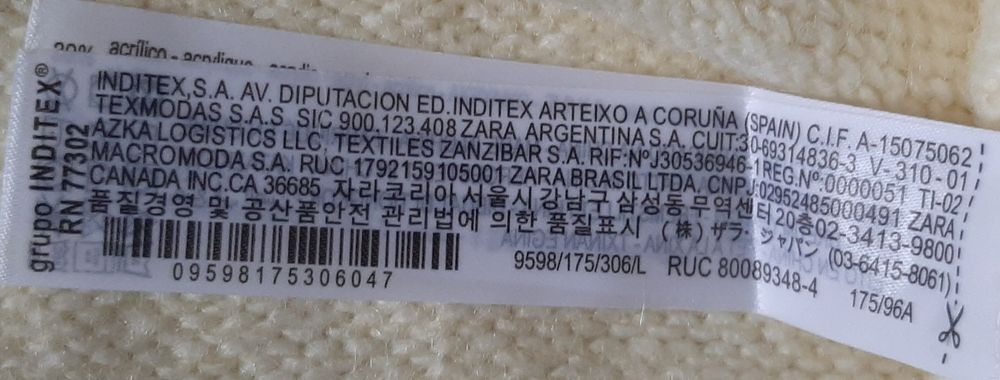 acrílico - acrylique
grupo INDITEX®
RN 77302
INDITEX,S.A. AV. DIPUTACION ED.INDITEX ARTEIXO A CORUÑA (SPAIN) C.I.F. A-15075062
TEXMODAS S.A.S. SIC 900.123.408 ZARA ARGENTINA S.A. CUIT:30-69314836-3 V-310-01
AZKA LOGISTICS LLC, TEXTILES ZANZIBAR S.A. RIF:NºJ30536946-1 REG.Nº:0000051 TI-02
MACROMODA S.A. RUC, 1792159105001 ZARA BRASIL LTDA, CNPJ:02952485000491 ZARA
CANADA INC.CA 36685 자라코리아 서울시 강남구 삼성동 무역센터 20층02-3413-9800
품질경영 및 공산품안전 관리법에 의한 품질표시 (株) ザラ・ジャパン (03-6415-8061)
09598175306047
9598/175/306/L RUC 80089348-4 175/96A